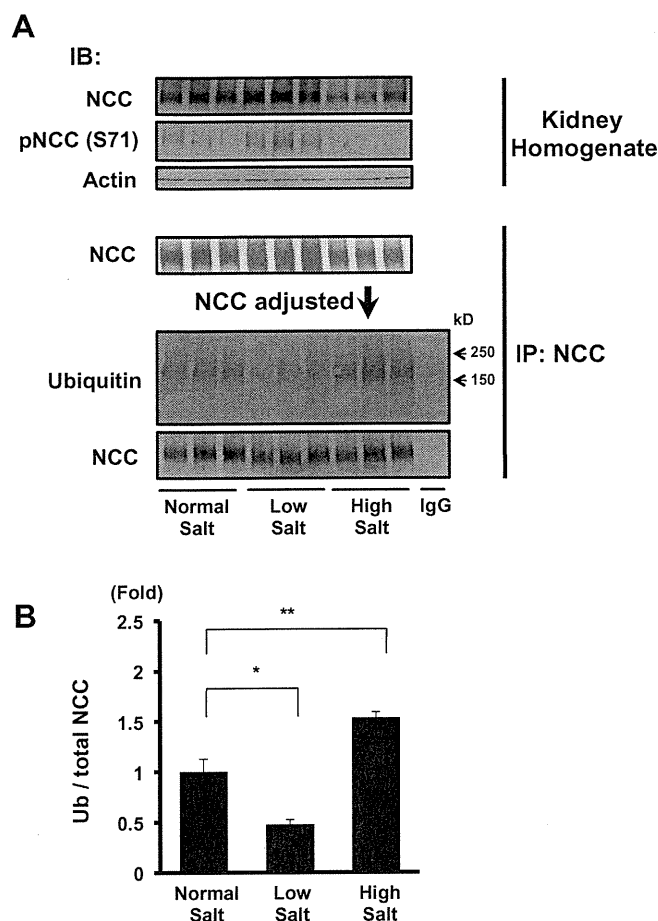 A
IB:
NCC
pNCC (S71)
Actin
Kidney
Homogenate
NCC
NCC adjusted
kD
250
150
Ubiquitin
IP: NCC
NCC
Normal Salt
Low Salt
High Salt
IgG
B
(Fold)
Ub / total NCC
2.5
2
1.5
1
0.5
0
**
*
Normal Salt
Low Salt
High Salt